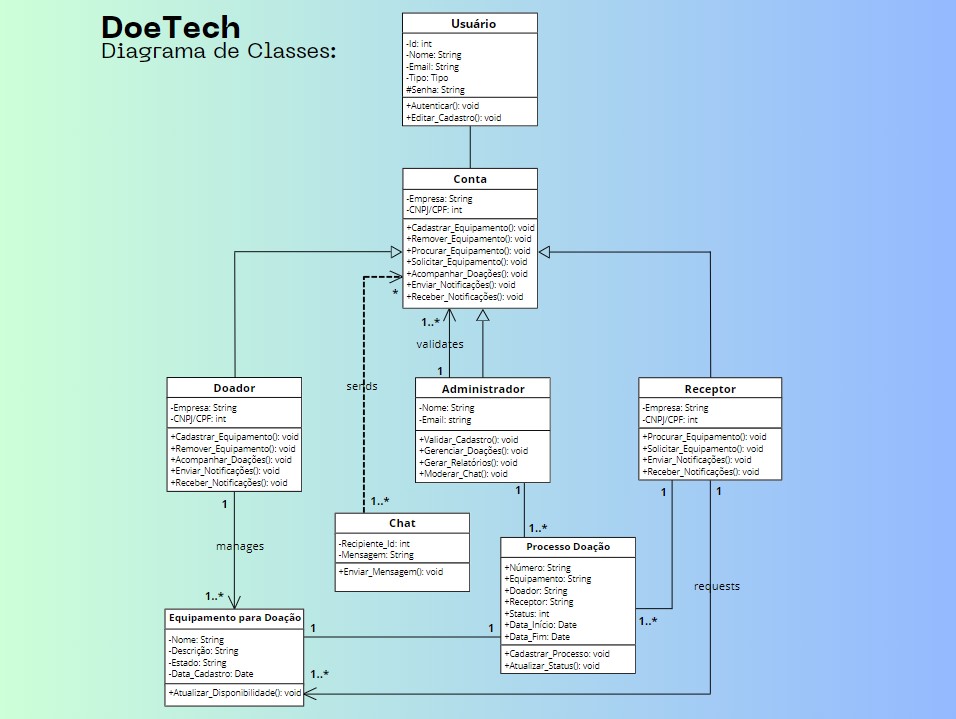 DoeTech
Diagrama de Classes:
Usuário
-Id: int
-Nome: String
-Email: String
-Tipo: Tipo
#Senha: String
+Autenticar(): void
+Editar_Cadastro(): void
Conta
-Empresa: String
-CNPJ/CPF: int
+Cadastrar_Equipamento(): void
+Remover_Equipamento(): void
+Procurar_Equipamento(): void
+Solicitar_Equipamento(): void
+Acompanhar_Doações(): void
+Enviar_Notificações(): void
+Receber_Notificações(): void
*
1..*
validates
1
sends
Doador
-Empresa: String
-CNPJ/CPF: int
+Cadastrar_Equipamento(): void
+Remover_Equipamento(): void
+Acompanhar_Doações(): void
+Enviar_Notificações(): void
+Receber_Notificações(): void
Administrador
-Nome: String
-Email: string
+Validar_Cadastro(): void
+Gerenciar_Doações(): void
+Gerar_Relatórios(): void
+Moderar_Chat(): void
Receptor
-Empresa: String
-CNPJ/CPF: int
+Procurar_Equipamento(): void
+Solicitar_Equipamento(): void
+Enviar_Notificações(): void
+Receber_Notificações(): void
1
manages
1..*
1..*
Chat
-Recipiente_Id: int
-Mensagem: String
+Enviar_Mensagem(): void
1
1..*
1
1
Processo Doação
+Número: String
+Equipamento: String
+Doador: String
+Receptor: String
+Status: int
+Data_Início: Date
+Data_Fim: Date
+Cadastrar_Processo: void
+Atualizar_Status(): void
requests
1..*
Equipamento para Doação
-Nome: String
-Descrição: String
-Estado: String
-Data_Cadastro: Date
+Atualizar_Disponibilidade(): void
1
1
1..*